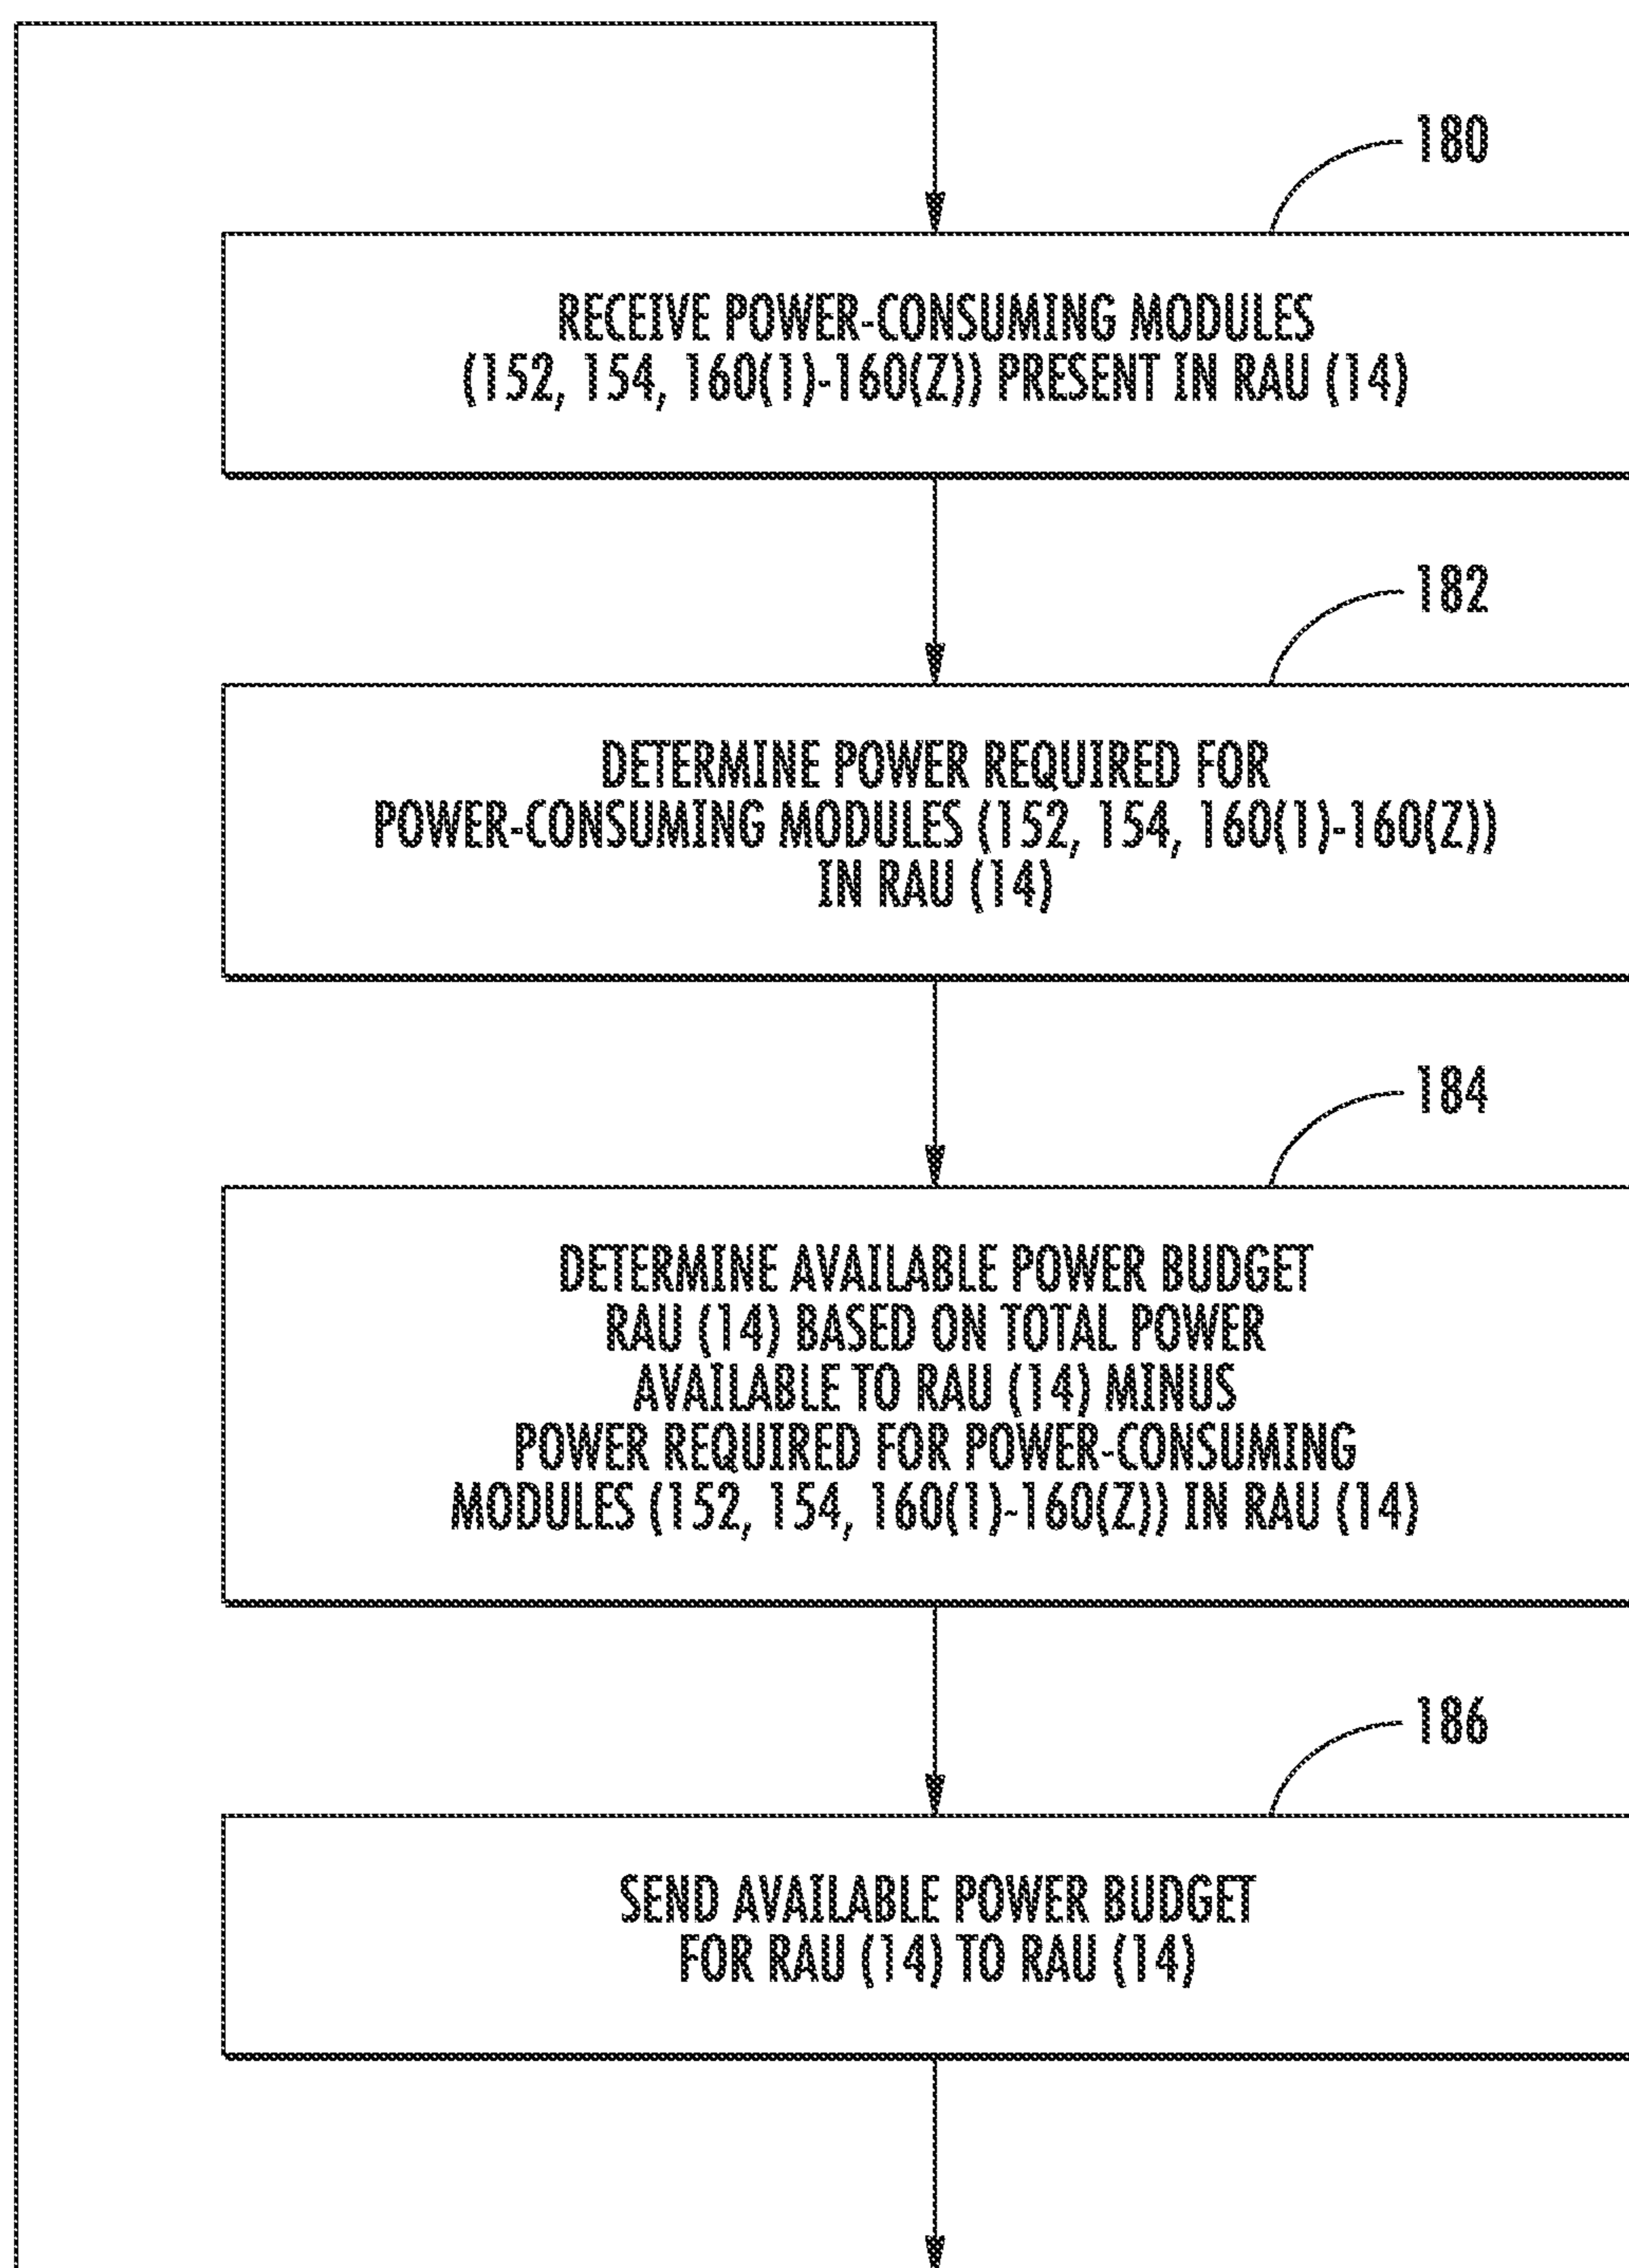 180
RECEIVE POWER-CONSUMING MODULES
(152, 154, 160(1)-160(Z)) PRESENT IN RAU (14)
182
DETERMINE POWER REQUIRED FOR
POWER-CONSUMING MODULES (152, 154, 160(1)-160(Z))
IN RAU (14)
184
DETERMINE AVAILABLE POWER BUDGET
RAU (14) BASED ON TOTAL POWER
AVAILABLE TO RAU (14) MINUS
POWER REQUIRED FOR POWER-CONSUMING
MODULES (152, 154, 160(1)-160(Z)) IN RAU (14)
186
SEND AVAILABLE POWER BUDGET
FOR RAU (14) TO RAU (14)